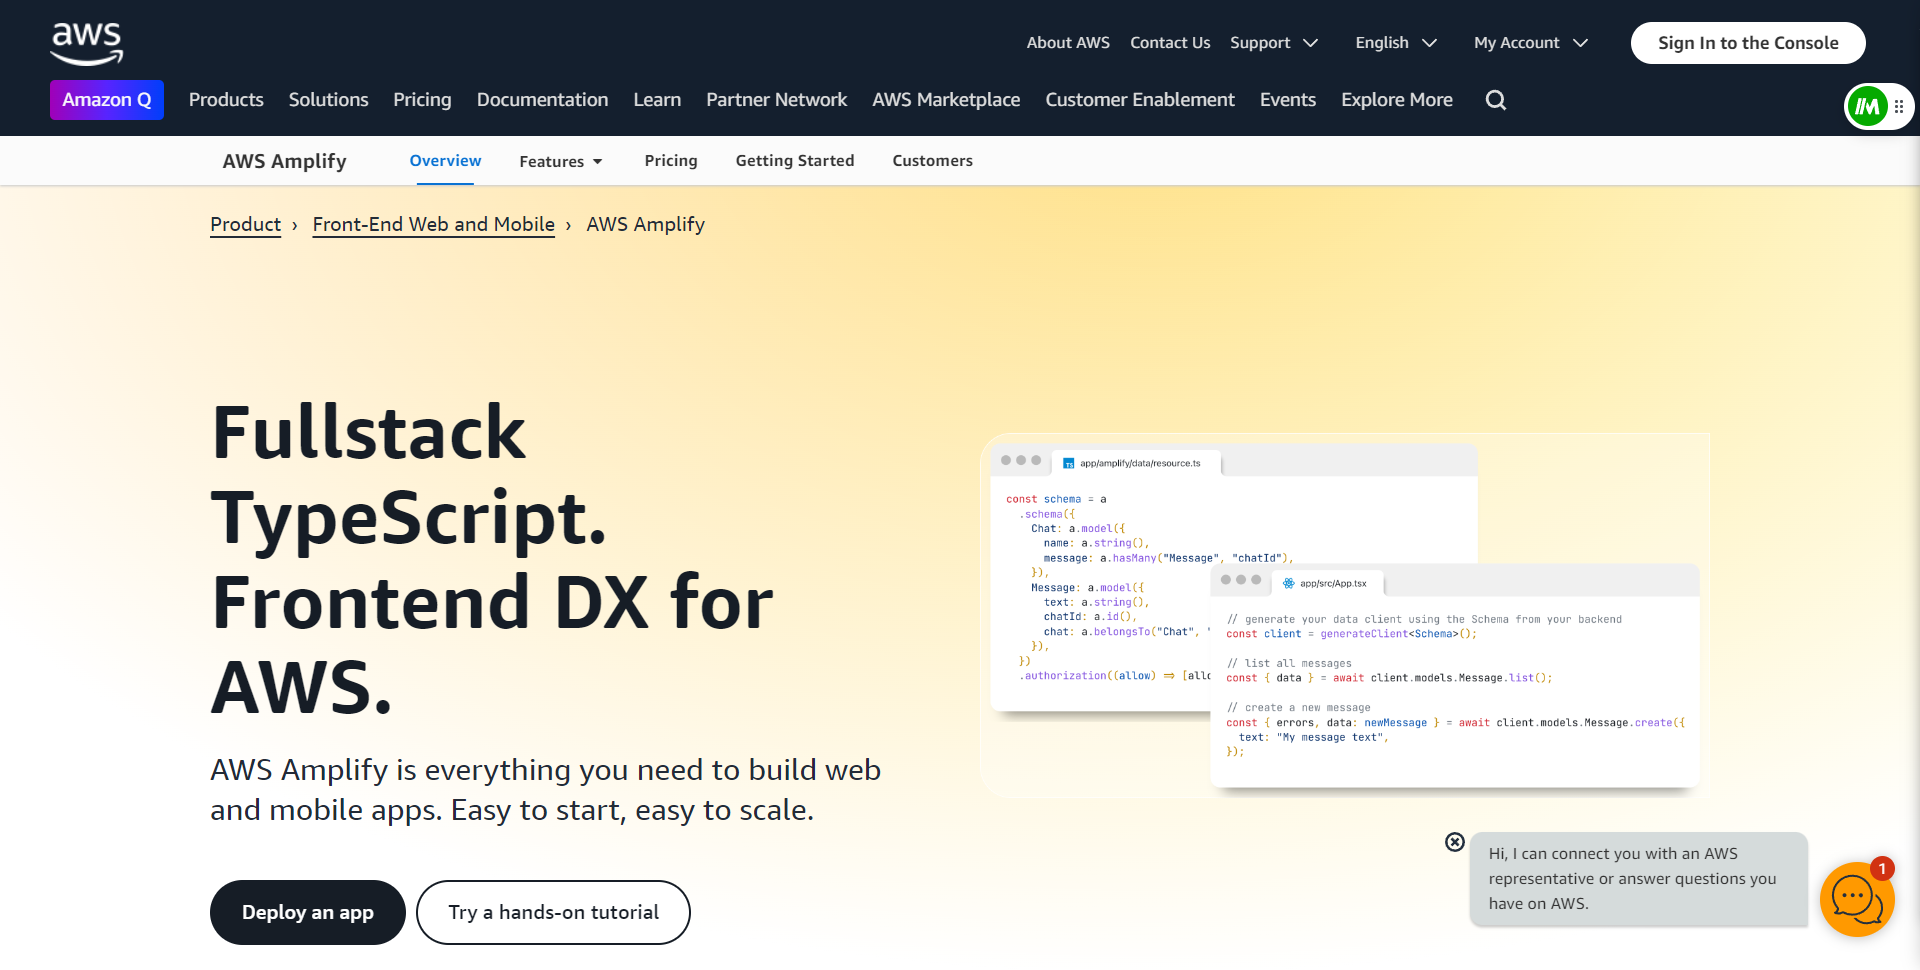 aws
About AWS Contact Us Support English My Account Sign In to the Console
Amazon Q Products Solutions Pricing Documentation Learn Partner Network AWS Marketplace Customer Enablement Events Explore More
AWS Amplify Overview Features Pricing Getting Started Customers
Product › Front-End Web and Mobile › AWS Amplify
Fullstack
TypeScript.
Frontend DX for
AWS.
AWS Amplify is everything you need to build web
and mobile apps. Easy to start, easy to scale.
Deploy an app Try a hands-on tutorial
TS app/amplify/data/resource.ts
const schema = a
.schema({
Chat: a.model({
name: a.string(),
message: a.hasMany("Message", "chatId"),
}),
Message: a.model({
text: a.string(),
chatId: a.id(),
chat: a.belongsTo("Chat", "
}),
})
.authorization((allow) => [allo
app/src/App.tsx
// generate your data client using the Schema from your backend
const client = generateClient<Schema>();
// list all messages
const { data } = await client.models.Message.list();
// create a new message
const { errors, data: newMessage } = await client.models.Message.create({
text: "My message text",
});
Hi, I can connect you with an AWS
representative or answer questions you
have on AWS.
1